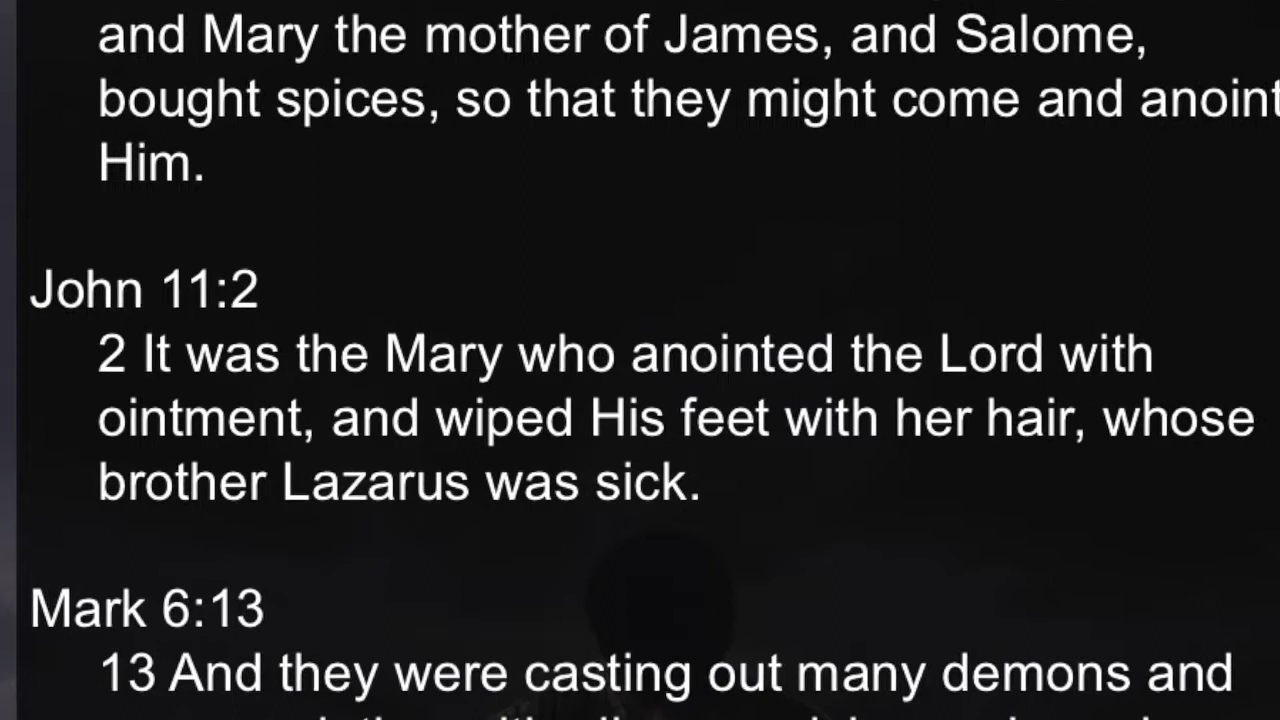 and Mary the mother of James, and Salome,
bought spices, so that they might come and anoint
Him.
John 11:2
2 It was the Mary who anointed the Lord with
ointment, and wiped His feet with her hair, whose
brother Lazarus was sick.
Mark 6:13
13 And they were casting out many demons and